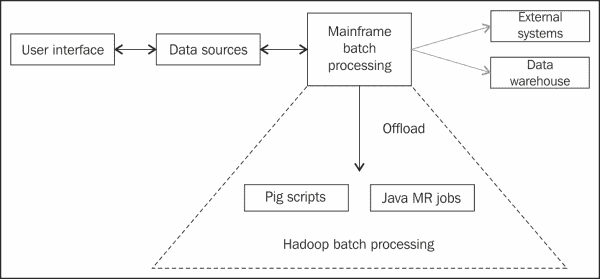 User interface
Data sources
Mainframe
batch
processing
External
systems
Data
warehouse
Offload
Pig scripts
Java MR jobs
Hadoop batch processing